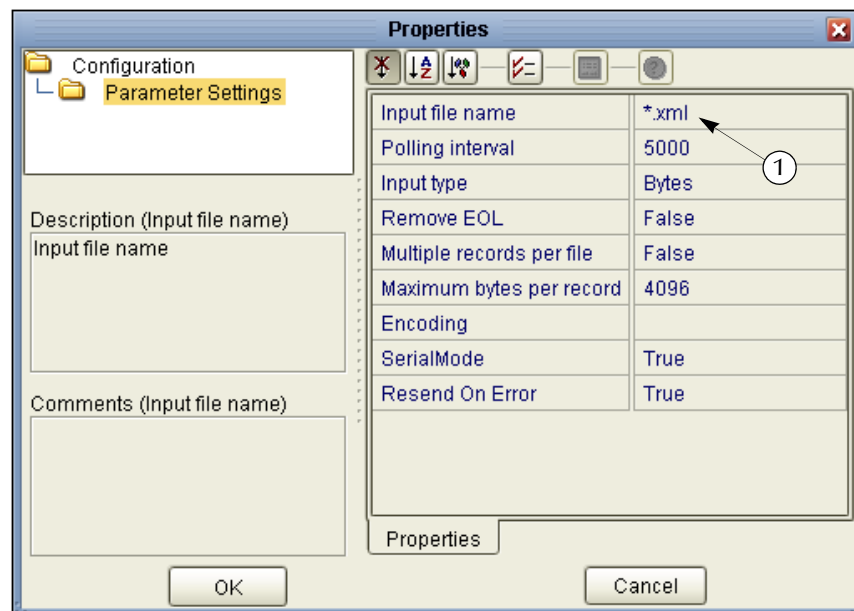 Properties
Configuration
Parameter Settings
Description (Input file name)
Input file name
Comments (Input file name)
Input file name *.xml
1
Polling interval 5000
Input type Bytes
Remove EOL False
Multiple records per file False
Maximum bytes per record 4096
Encoding
SerialMode True
Resend On Error True
Properties
OK
Cancel